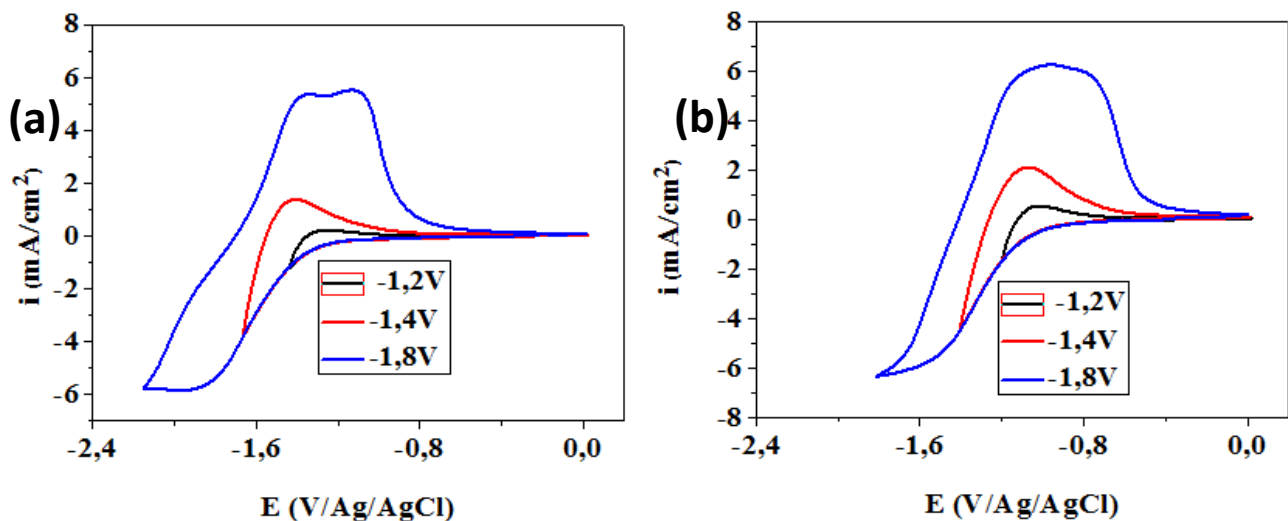 (a)
i (mA/cm²)
8
6
4
2
0
-2
-4
-6
-2,4
-1,6
-0,8
0,0
E (V/Ag/AgCl)
-1,2V
-1,4V
-1,8V
(b)
i (mA/cm²)
8
6
4
2
0
-2
-4
-6
-8
-2,4
-1,6
-0,8
0,0
E (V/Ag/AgCl)
-1,2V
-1,4V
-1,8V